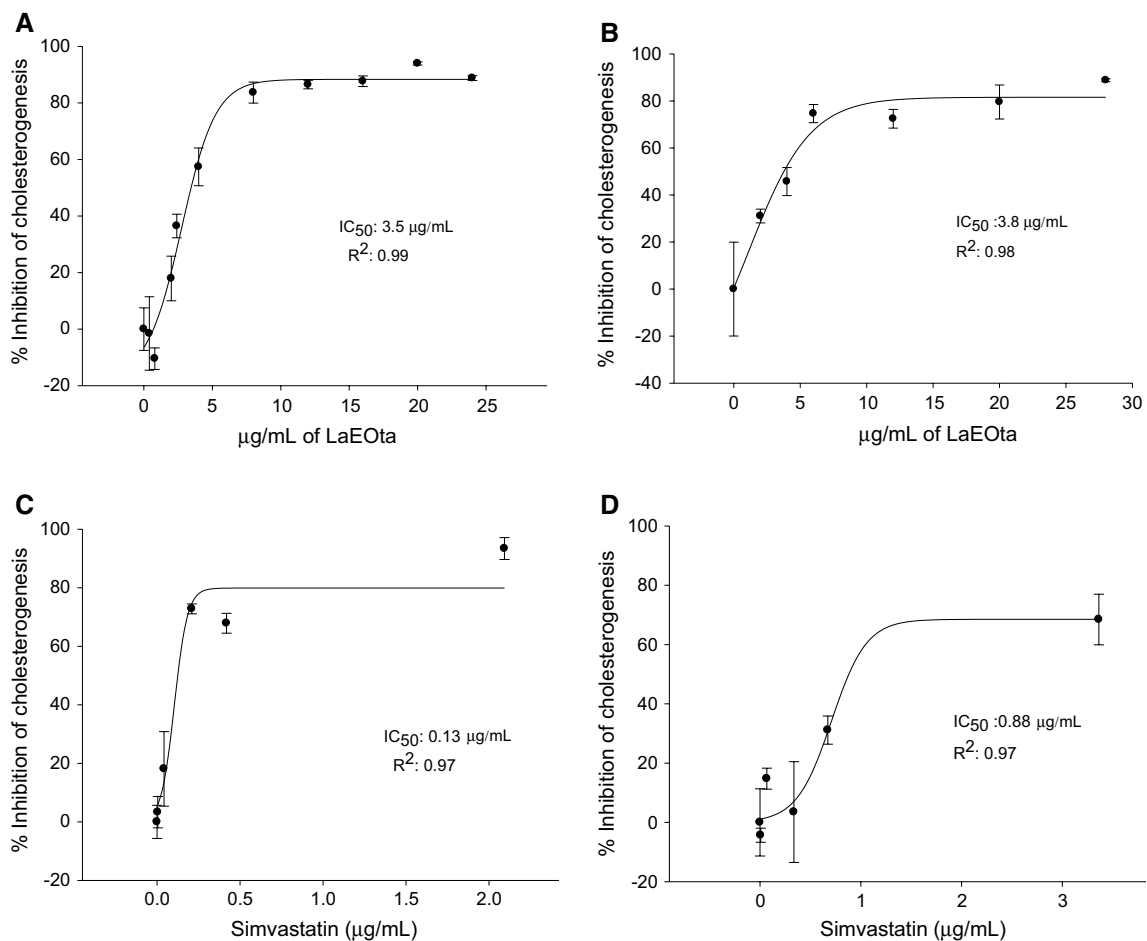 A
% Inhibition of cholesterogenesis
100
80
60
40
20
0
-20
IC50: 3.5 μg/mL
R2: 0.99
0 5 10 15 20 25
μg/mL of LaEOta
B
% Inhibition of cholesterogenesis
100
80
60
40
20
0
-20
-40
IC50 :3.8 μg/mL
R2: 0.98
0 5 10 15 20 25 30
μg/mL of LaEOta
C
% Inhibition of cholesterogenesis
100
80
60
40
20
0
-20
IC50: 0.13 μg/mL
R2: 0.97
0.0 0.5 1.0 1.5 2.0
Simvastatin (μg/mL)
D
% Inhibition of cholesterogenesis
100
80
60
40
20
0
-20
IC50 :0.88 μg/mL
R2: 0.97
0 1 2 3
Simvastatin (μg/mL)